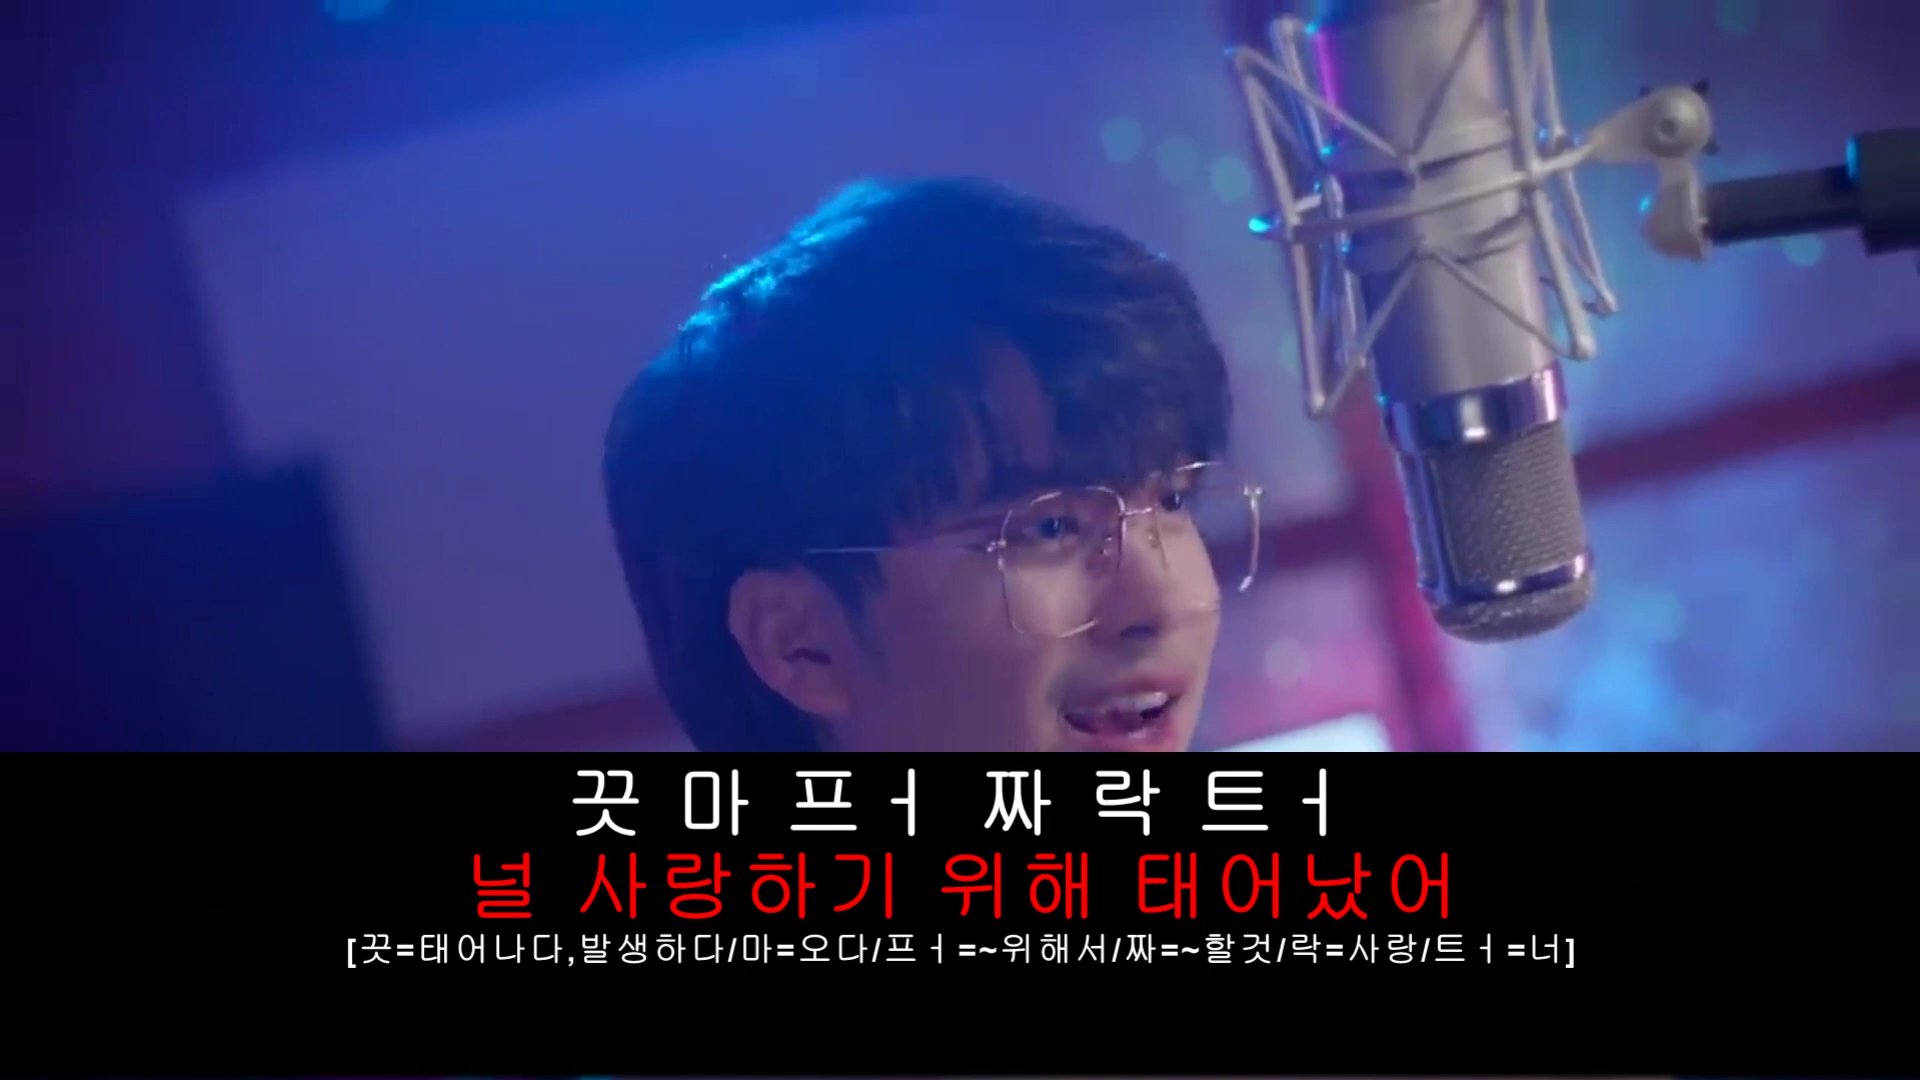 끗 마 프ㅓ 짜 락 트ㅓ
널 사랑하기 위해 태어났어
[끗=태어나다,발생하다/마=오다/프ㅓ=~위해서/짜=~할것/락=사랑/트ㅓ=너]